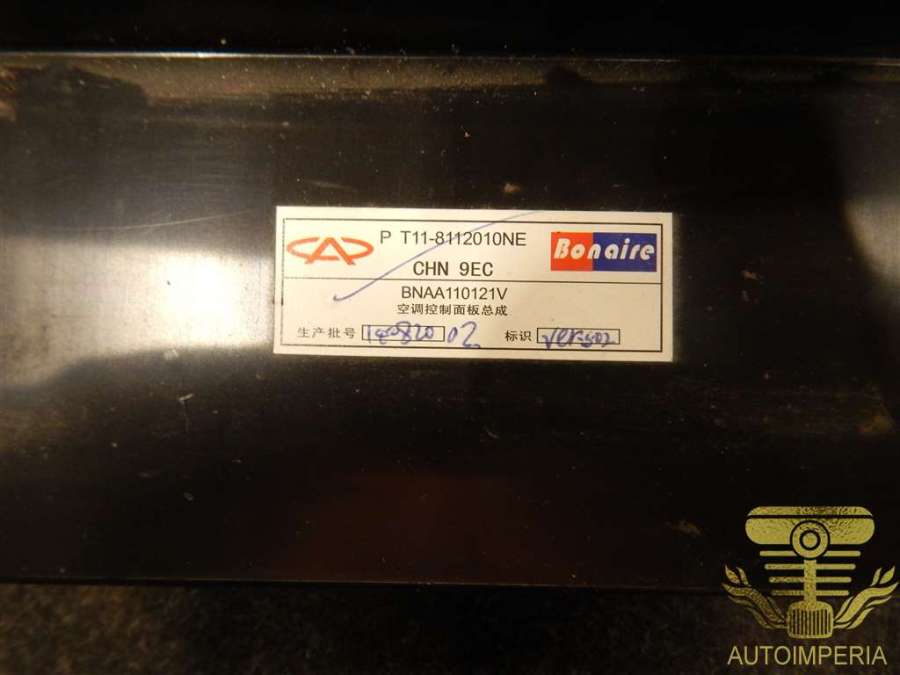 P T11-8112010NE
Bonaire
CHN 9EC
BNAA110121V
空调控制面板总成
生产批号 02 标识
AUTOIMPERIA